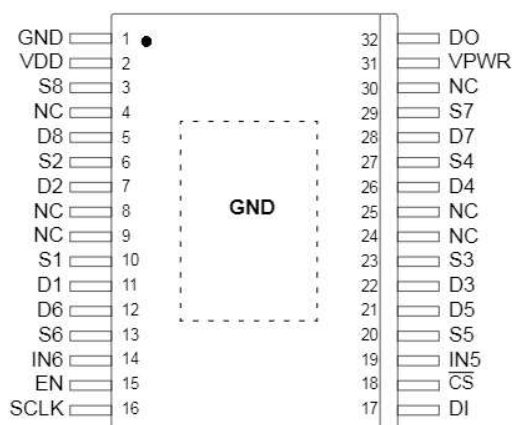 GND 1 32 DO
VDD 2 31 VPWR
S8 3 30 NC
NC 4 29 S7
D8 5 28 D7
S2 6 27 S4
D2 7 26 D4
NC 8 25 NC
NC 9 24 NC
S1 10 23 S3
D1 11 22 D3
D6 12 21 D5
S6 13 20 S5
IN6 14 19 IN5
EN 15 18 C̅S̅
SCLK 16 17 DI
GND